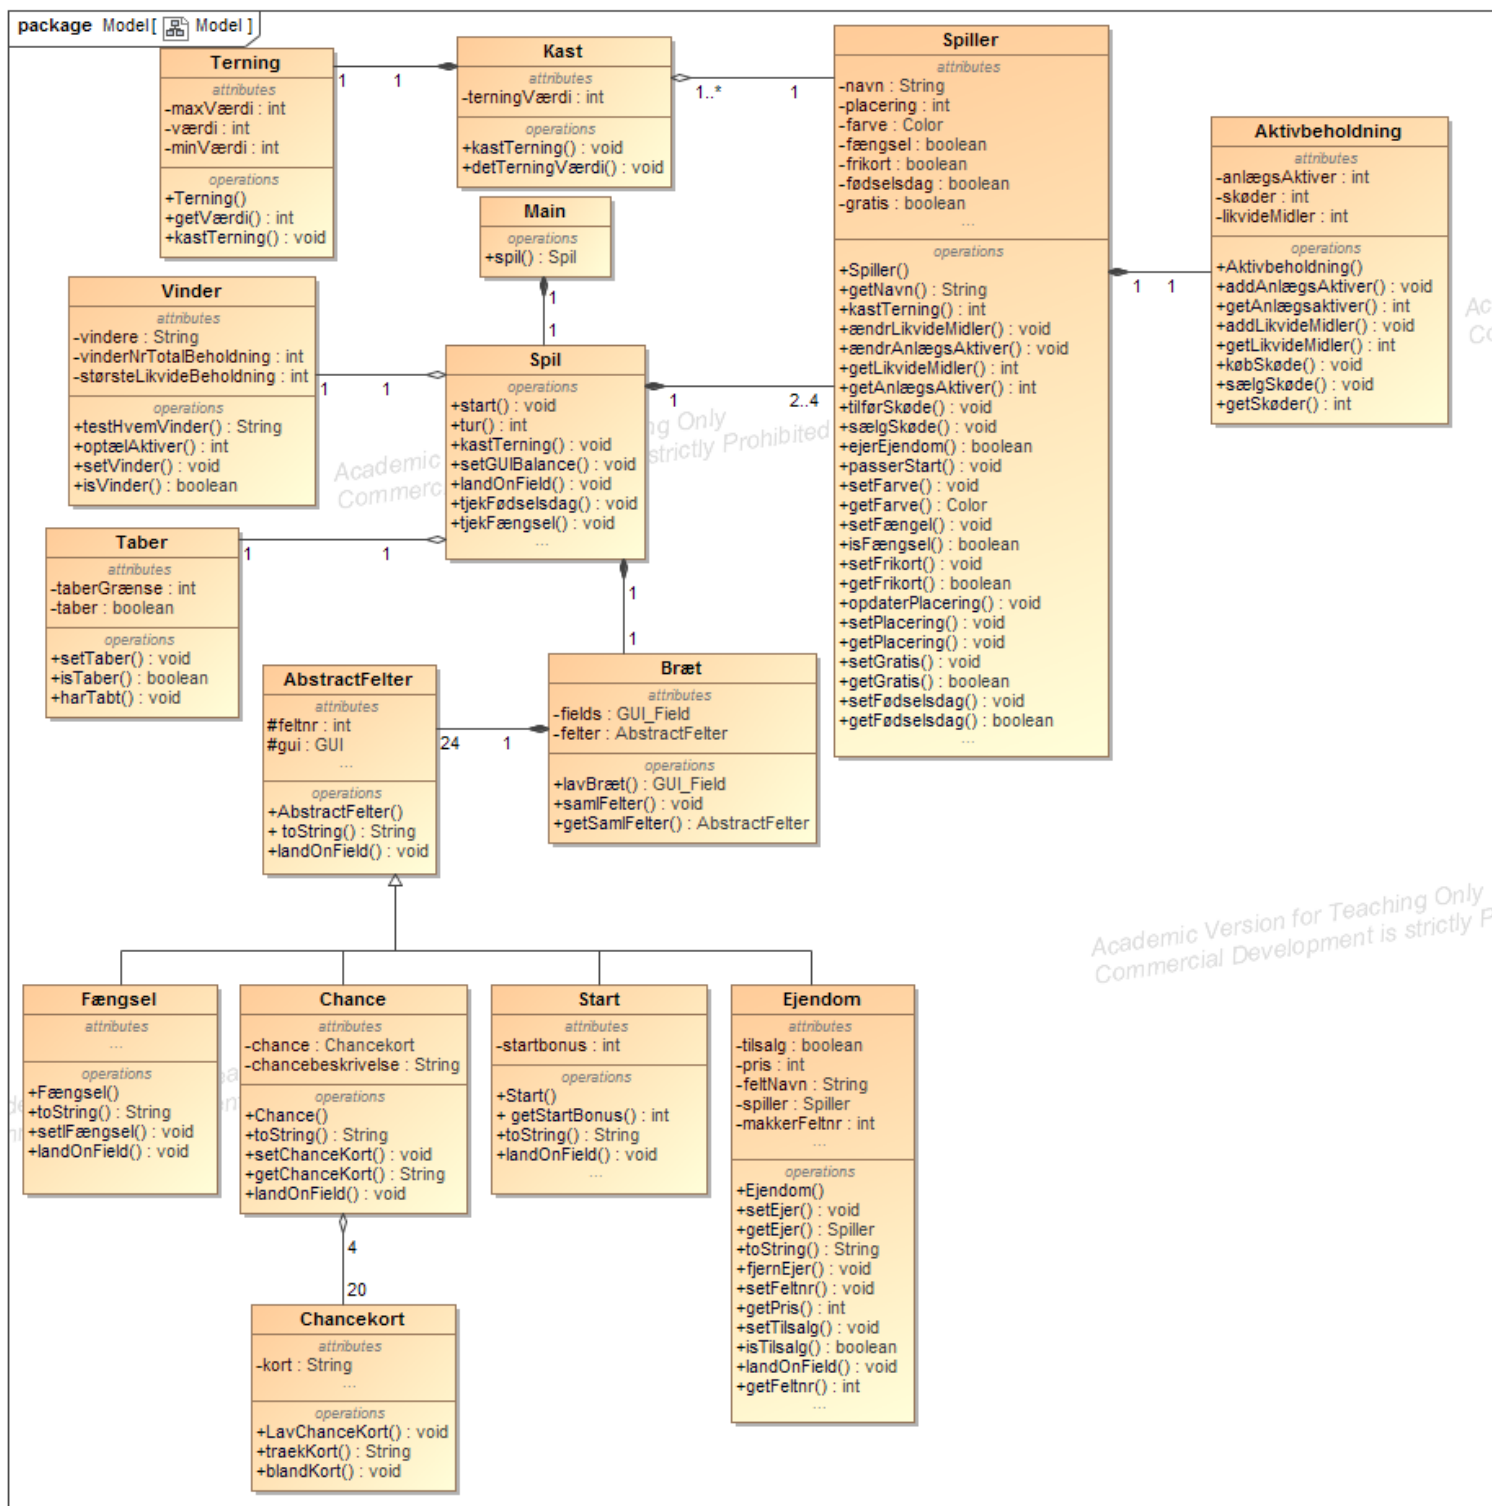 package Model[ Model ]
Terning
attributes
-maxVærdi : int
-værdi : int
-minVærdi : int
operations
+Terning()
+getVærdi() : int
+kastTerning() : void
1
1
Kast
attributes
-terningVærdi : int
operations
+kastTerning() : void
+detTerningVærdi() : void
1..*
1
Spiller
attributes
-navn : String
-placering : int
-farve : Color
-fængsel : boolean
-frikort : boolean
-fødselsdag : boolean
-gratis : boolean
...
operations
+Spiller()
+getNavn() : String
+kastTerning() : int
+ændrLikvideMidler() : void
+ændrAnlægsAktiver() : void
+getLikvideMidler() : int
+getAnlægsAktiver() : int
+tilførSkøde() : void
+sælgSkøde() : void
+ejerEjendom() : boolean
+passerStart() : void
+setFarve() : void
+getFarve() : Color
+setFængel() : void
+isFængsel() : boolean
+setFrikort() : void
+getFrikort() : boolean
+opdaterPlacering() : void
+setPlacering() : void
+getPlacering() : void
+setGratis() : void
+getGratis() : boolean
+setFødselsdag() : void
+getFødselsdag() : boolean
...
1
1
Aktivbeholdning
attributes
-anlægsAktiver : int
-skøder : int
-likvideMidler : int
operations
+Aktivbeholdning()
+addAnlægsAktiver() : void
+getAnlægsaktiver() : int
+addLikvideMidler() : void
+getLikvideMidler() : int
+købSkøde() : void
+sælgSkøde() : void
+getSkøder() : int
Main
operations
+spil() : Spil
1
1
Vinder
attributes
-vindere : String
-vinderNrTotalBeholdning : int
-størsteLikvideBeholdning : int
operations
+testHvemVinder() : String
+optælAktiver() : int
+setVinder() : void
+isVinder() : boolean
1
1
Spil
operations
+start() : void
+tur() : int
+kastTerning() : void
+setGUIBalance() : void
+landOnField() : void
+tjekFødselsdag() : void
+tjekFængsel() : void
...
1
2..4
Taber
attributes
-taberGrænse : int
-taber : boolean
operations
+setTaber() : void
+isTaber() : boolean
+harTabt() : void
1
1
1
1
AbstractFelter
attributes
#feltnr : int
#gui : GUI
...
operations
+AbstractFelter()
+ toString() : String
+landOnField() : void
24
1
Bræt
attributes
-fields : GUI_Field
-felter : AbstractFelter
operations
+lavBræt() : GUI_Field
+samlFelter() : void
+getSamlFelter() : AbstractFelter
Fængsel
attributes
...
operations
+Fængsel()
+toString() : String
+setIFængsel() : void
+landOnField() : void
Chance
attributes
-chance : Chancekort
-chancebeskrivelse : String
operations
+Chance()
+toString() : String
+setChanceKort() : void
+getChanceKort() : String
+landOnField() : void
Start
attributes
-startbonus : int
operations
+Start()
+ getStartBonus() : int
+toString() : String
+landOnField() : void
...
Ejendom
attributes
-tilsalg : boolean
-pris : int
-feltNavn : String
-spiller : Spiller
-makkerFeltnr : int
...
operations
+Ejendom()
+setEjer() : void
+getEjer() : Spiller
+toString() : String
+fjernEjer() : void
+setFeltnr() : void
+getPris() : int
+setTilsalg() : void
+isTilsalg() : boolean
+landOnField() : void
+getFeltnr() : int
...
4
20
Chancekort
attributes
-kort : String
...
operations
+LavChanceKort() : void
+traekKort() : String
+blandKort() : void
Academic Version for Teaching Only
Commercial Development is strictly P
Academic
ng Only
Commerc
strictly Prohibited